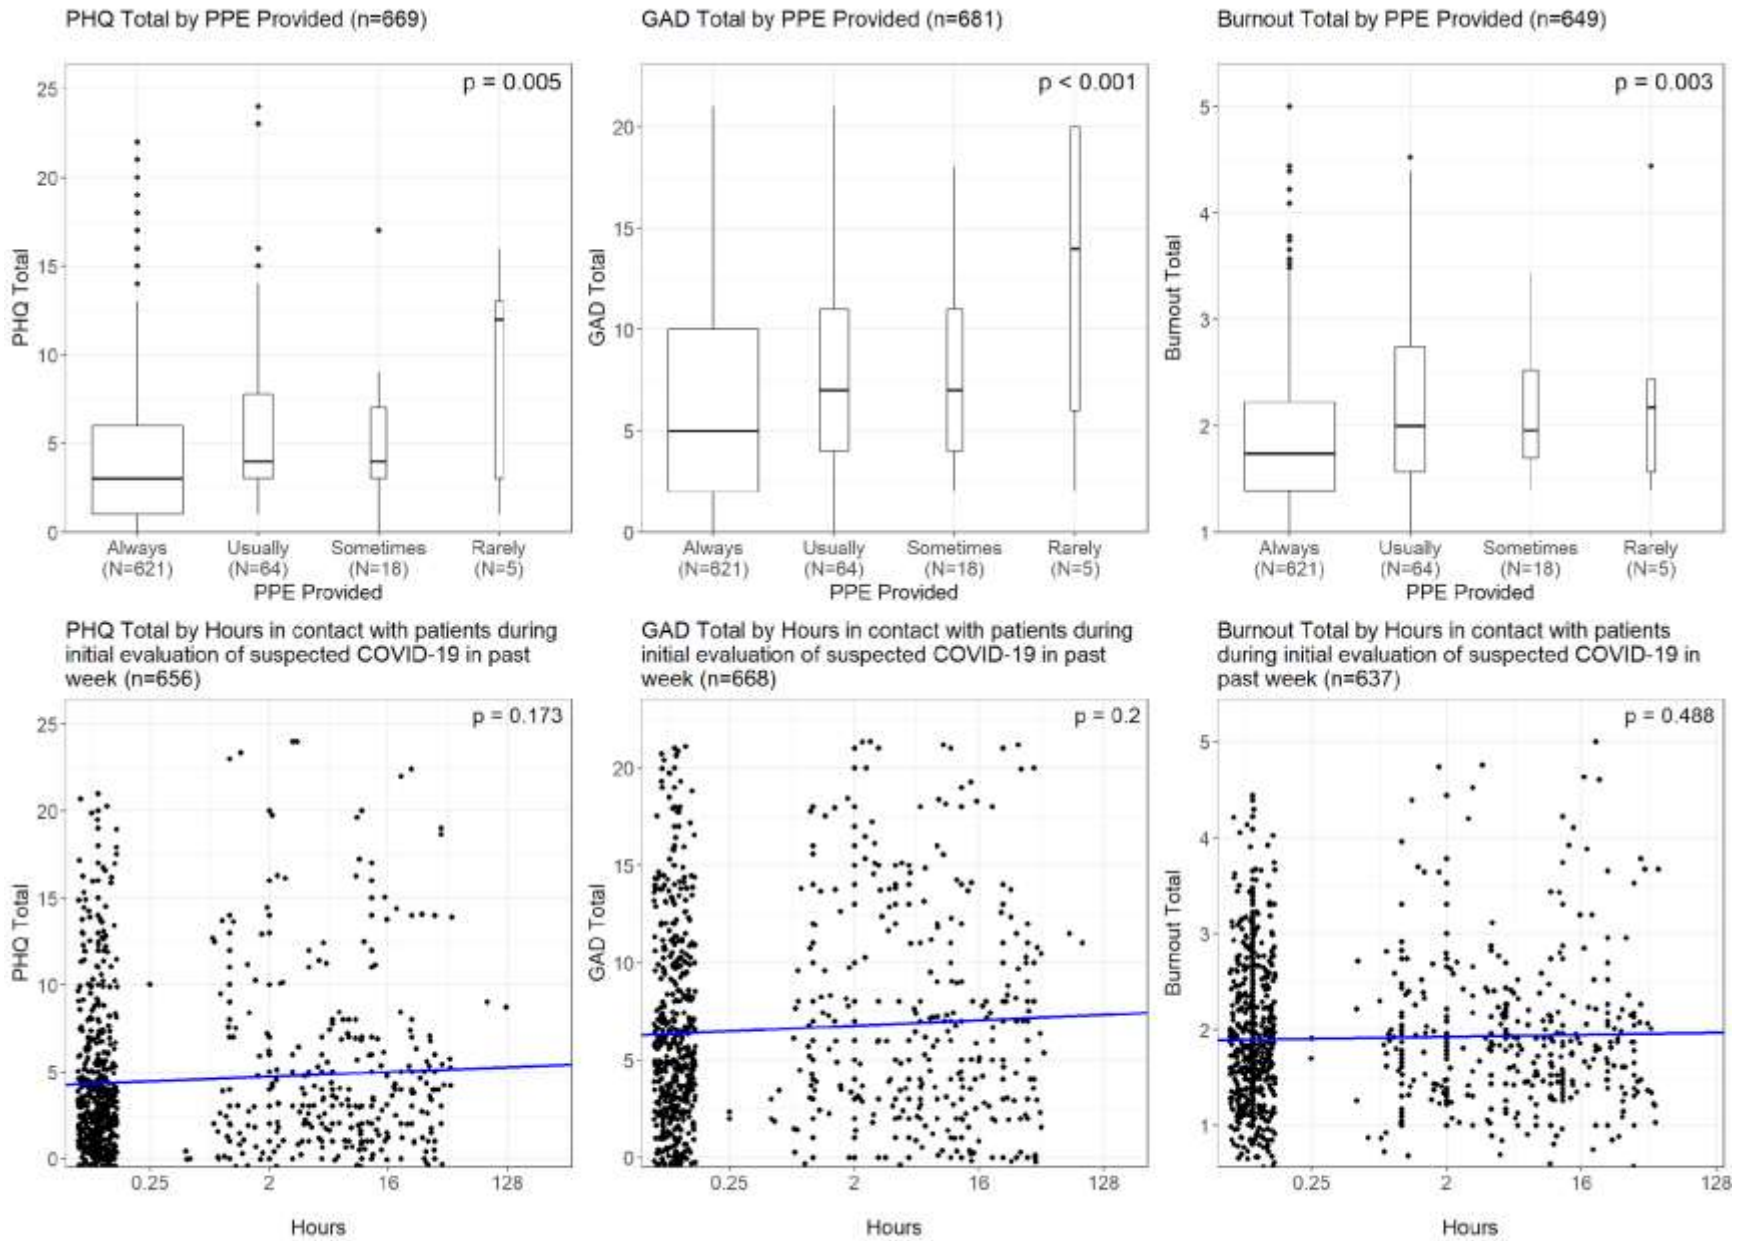 PHQ Total by PPE Provided (n=669)
p = 0.005
25
20
15
10
5
0
PHQ Total
Always
(N=621)
Usually
(N=64)
Sometimes
(N=18)
Rarely
(N=5)
PPE Provided
GAD Total by PPE Provided (n=681)
p < 0.001
20
15
10
5
0
GAD Total
Always
(N=621)
Usually
(N=64)
Sometimes
(N=18)
Rarely
(N=5)
PPE Provided
Burnout Total by PPE Provided (n=649)
p = 0.003
5
4
3
2
1
Burnout Total
Always
(N=621)
Usually
(N=64)
Sometimes
(N=18)
Rarely
(N=5)
PPE Provided
PHQ Total by Hours in contact with patients during
initial evaluation of suspected COVID-19 in past
week (n=656)
p = 0.173
25
20
15
10
5
0
PHQ Total
0.25
2
16
128
Hours
GAD Total by Hours in contact with patients during
initial evaluation of suspected COVID-19 in past
week (n=668)
p = 0.2
20
15
10
5
0
GAD Total
0.25
2
16
128
Hours
Burnout Total by Hours in contact with patients
during initial evaluation of suspected COVID-19 in
past week (n=637)
p = 0.488
5
4
3
2
1
Burnout Total
0.25
2
16
128
Hours